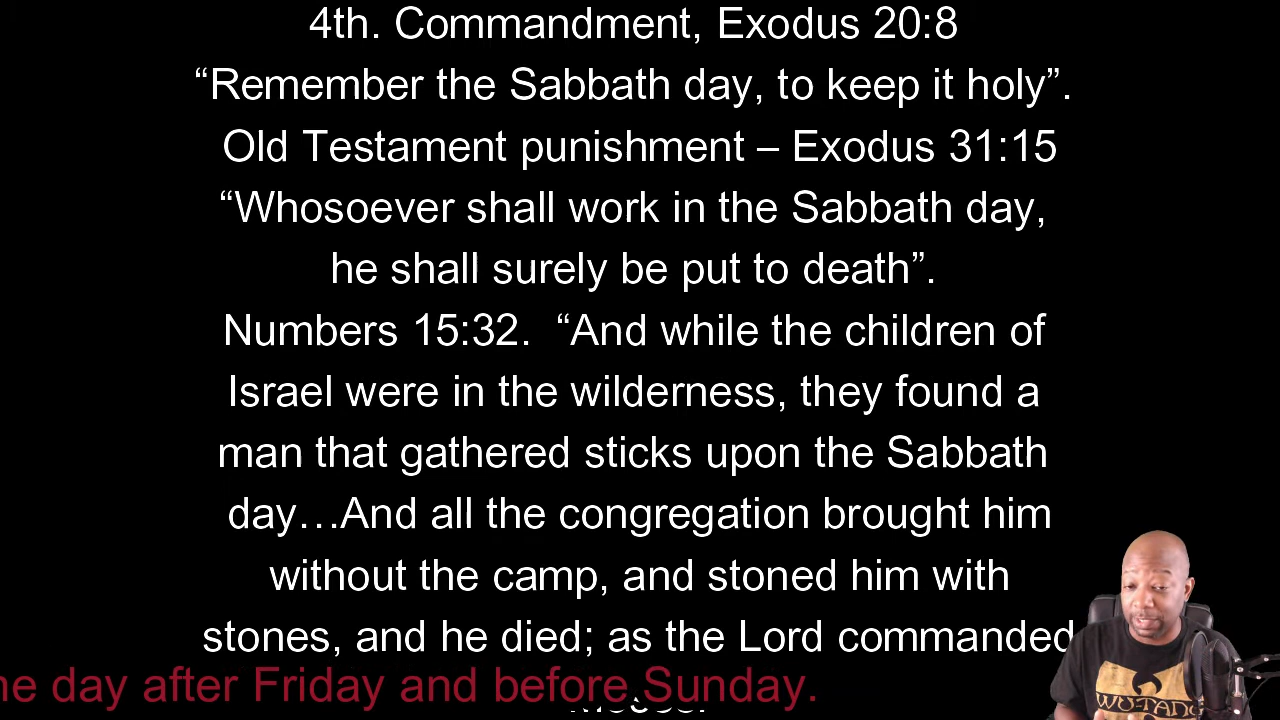 4th. Commandment, Exodus 20:8
“Remember the Sabbath day, to keep it holy”.
Old Testament punishment – Exodus 31:15
“Whosoever shall work in the Sabbath day,
he shall surely be put to death”.
Numbers 15:32.  “And while the children of
Israel were in the wilderness, they found a
man that gathered sticks upon the Sabbath
day…And all the congregation brought him
without the camp, and stoned him with
stones, and he died; as the Lord commanded
day after Friday and before Sunday.
WU-TANG